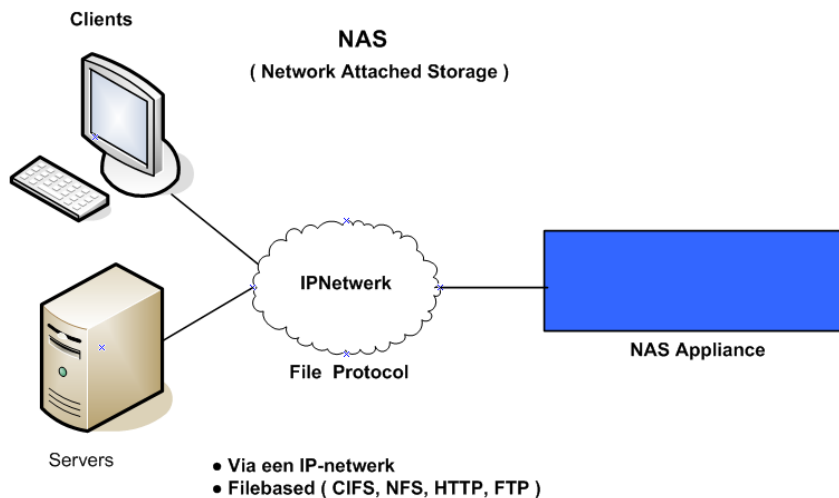 Clients
NAS
( Network Attached Storage )
IPNetwerk
File Protocol
NAS Appliance
Servers
● Via een IP-netwerk
● Filebased ( CIFS, NFS, HTTP, FTP )